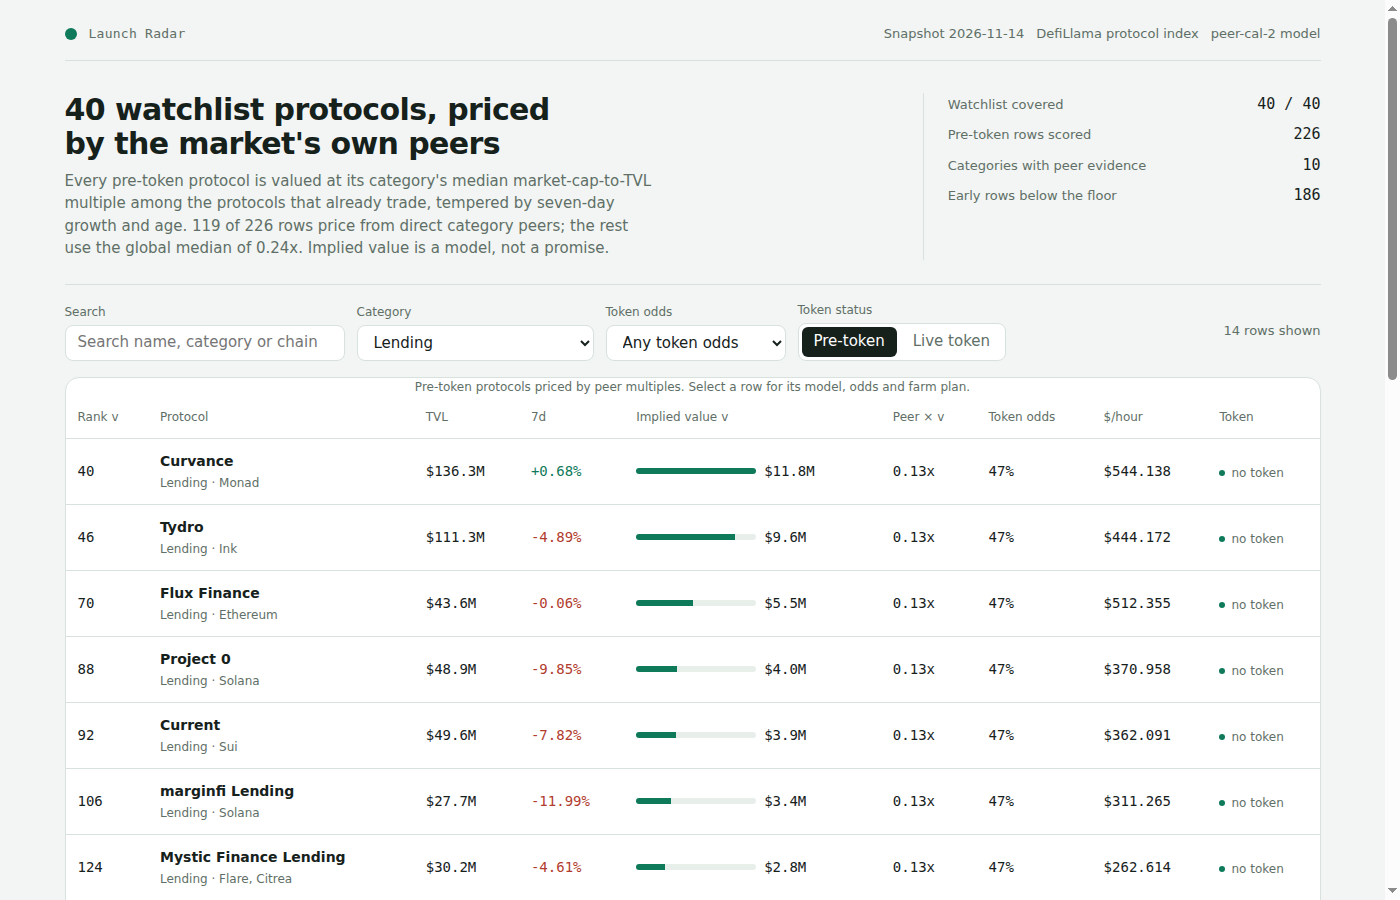 Launch Radar
Snapshot 2026-11-14 DefiLlama protocol index peer-cal-2 model
40 watchlist protocols, priced
by the market's own peers
Every pre-token protocol is valued at its category's median market-cap-to-TVL
multiple among the protocols that already trade, tempered by seven-day
growth and age. 119 of 226 rows price from direct category peers; the rest
use the global median of 0.24x. Implied value is a model, not a promise.
Watchlist covered 40 / 40
Pre-token rows scored 226
Categories with peer evidence 10
Early rows below the floor 186
Search
Category
Token odds
Token status
Search name, category or chain
Lending
Any token odds
Pre-token
Live token
14 rows shown
Pre-token protocols priced by peer multiples. Select a row for its model, odds and farm plan.
Rank v Protocol TVL 7d Implied value v Peer × v Token odds $/hour Token
40 Curvance $136.3M +0.68% $11.8M 0.13x 47% $544.138 no token
Lending · Monad
46 Tydro $111.3M -4.89% $9.6M 0.13x 47% $444.172 no token
Lending · Ink
70 Flux Finance $43.6M -0.06% $5.5M 0.13x 47% $512.355 no token
Lending · Ethereum
88 Project 0 $48.9M -9.85% $4.0M 0.13x 47% $370.958 no token
Lending · Solana
92 Current $49.6M -7.82% $3.9M 0.13x 47% $362.091 no token
Lending · Sui
106 marginfi Lending $27.7M -11.99% $3.4M 0.13x 47% $311.265 no token
Lending · Solana
124 Mystic Finance Lending $30.2M -4.61% $2.8M 0.13x 47% $262.614 no token
Lending · Flare, Citrea